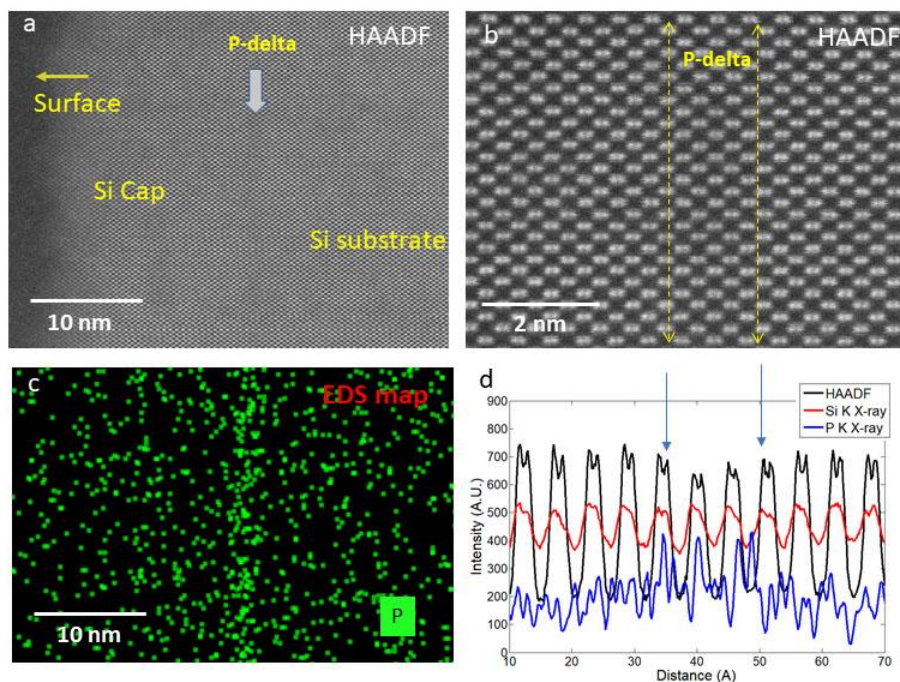 a
HAADF
P-delta
Surface
Si Cap
Si substrate
10 nm
b
HAADF
P-delta
2 nm
c
EDS map
10 nm
P
d
HAADF
Si K X-ray
P K X-ray
900
800
700
600
500
400
300
200
100
0
Intensity (A.U.)
10 20 30 40 50 60 70
Distance (A)